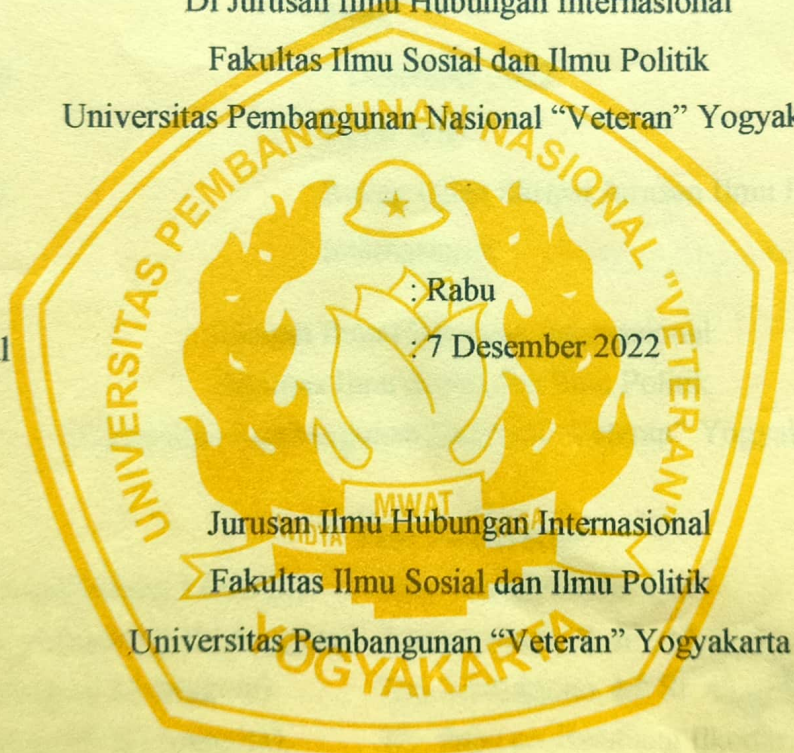 Di Jurusan Ilmu Hubungan Internasional
Fakultas Ilmu Sosial dan Ilmu Politik
Universitas Pembangunan Nasional “Veteran”
UNIVERSITAS PEMBANGUNAN NASIONAL "VETERAN"
: Rabu
: 7 Desember 2022
WIDYA MWAT
Jurusan Ilmu Hubungan Internasional
Fakultas Ilmu Sosial dan Ilmu Politik
Universitas Pembangunan “Veteran” Yogyakarta
YOGYAKARTA